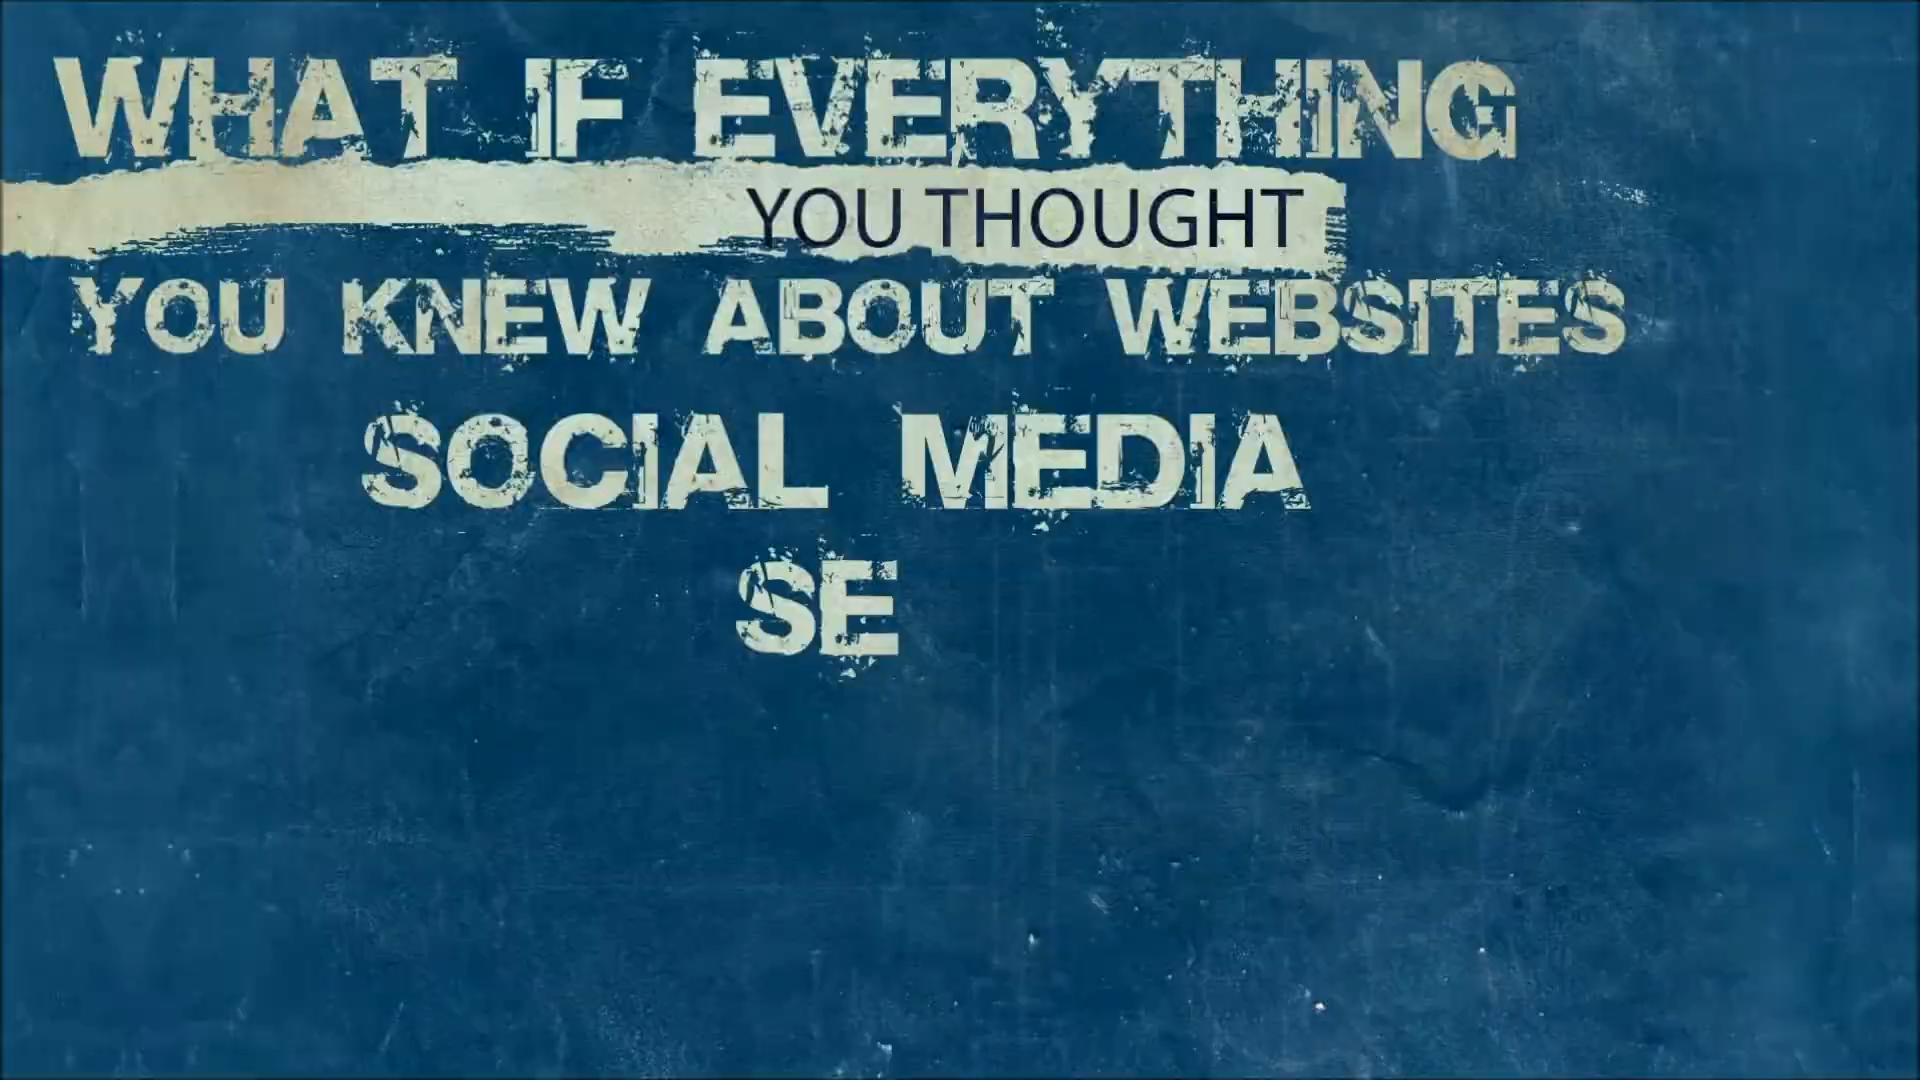 WHAT IF EVERYTHING
YOU THOUGHT
YOU KNEW ABOUT WEBSITES
SOCIAL MEDIA
SE